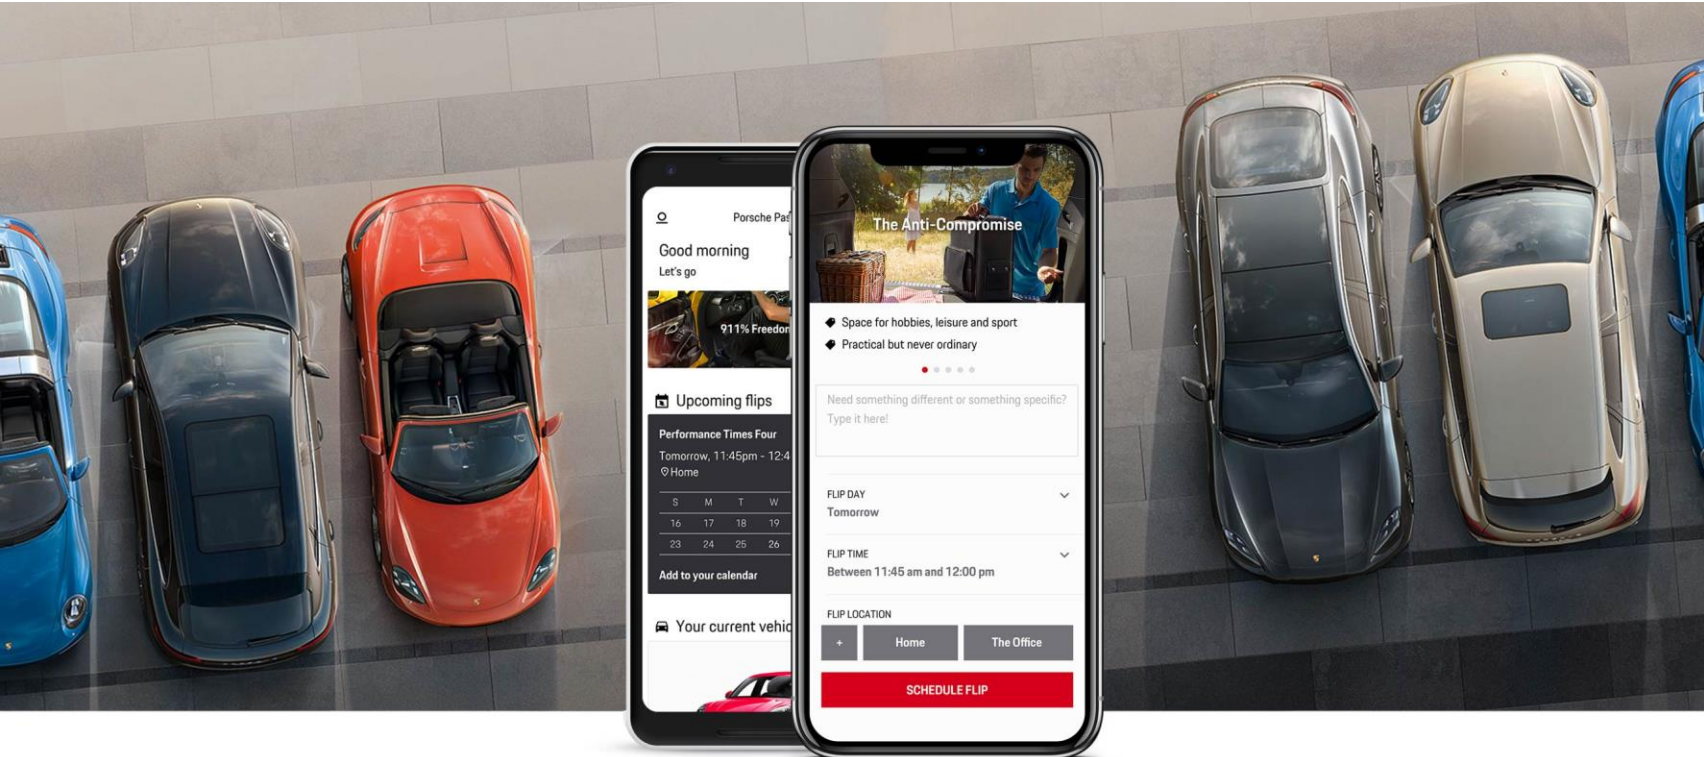 Porsche Pas
Good morning
Let's go
911% Freedom
Upcoming flips
Performance Times Four
Tomorrow, 11:45pm - 12:4
Home
S M T W
16 17 18 19
23 24 25 26
Add to your calendar
Your current vehic
The Anti-Compromise
Space for hobbies, leisure and sport
Practical but never ordinary
Need something different or something specific?
Type it here!
FLIP DAY
Tomorrow
FLIP TIME
Between 11:45 am and 12:00 pm
FLIP LOCATION
+ Home The Office
SCHEDULE FLIP